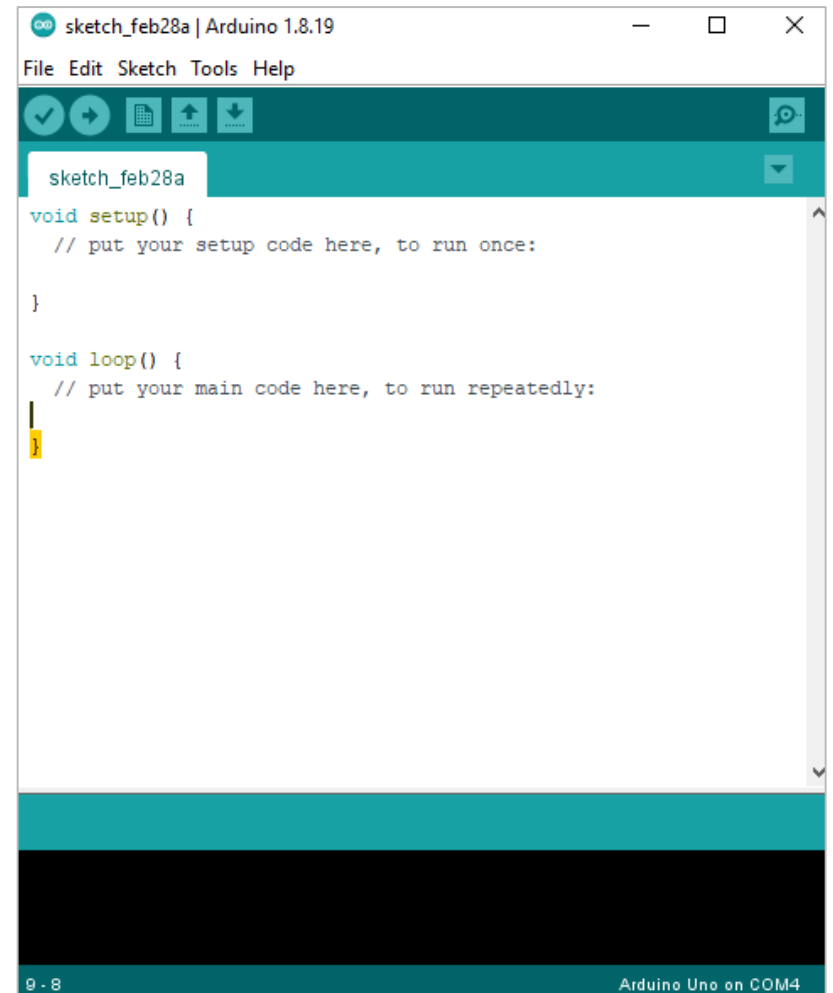 sketch_feb28a | Arduino 1.8.19
File Edit Sketch Tools Help
sketch_feb28a
void setup() {
  // put your setup code here, to run once:

}

void loop() {
  // put your main code here, to run repeatedly:

}
9 - 8 Arduino Uno on COM4